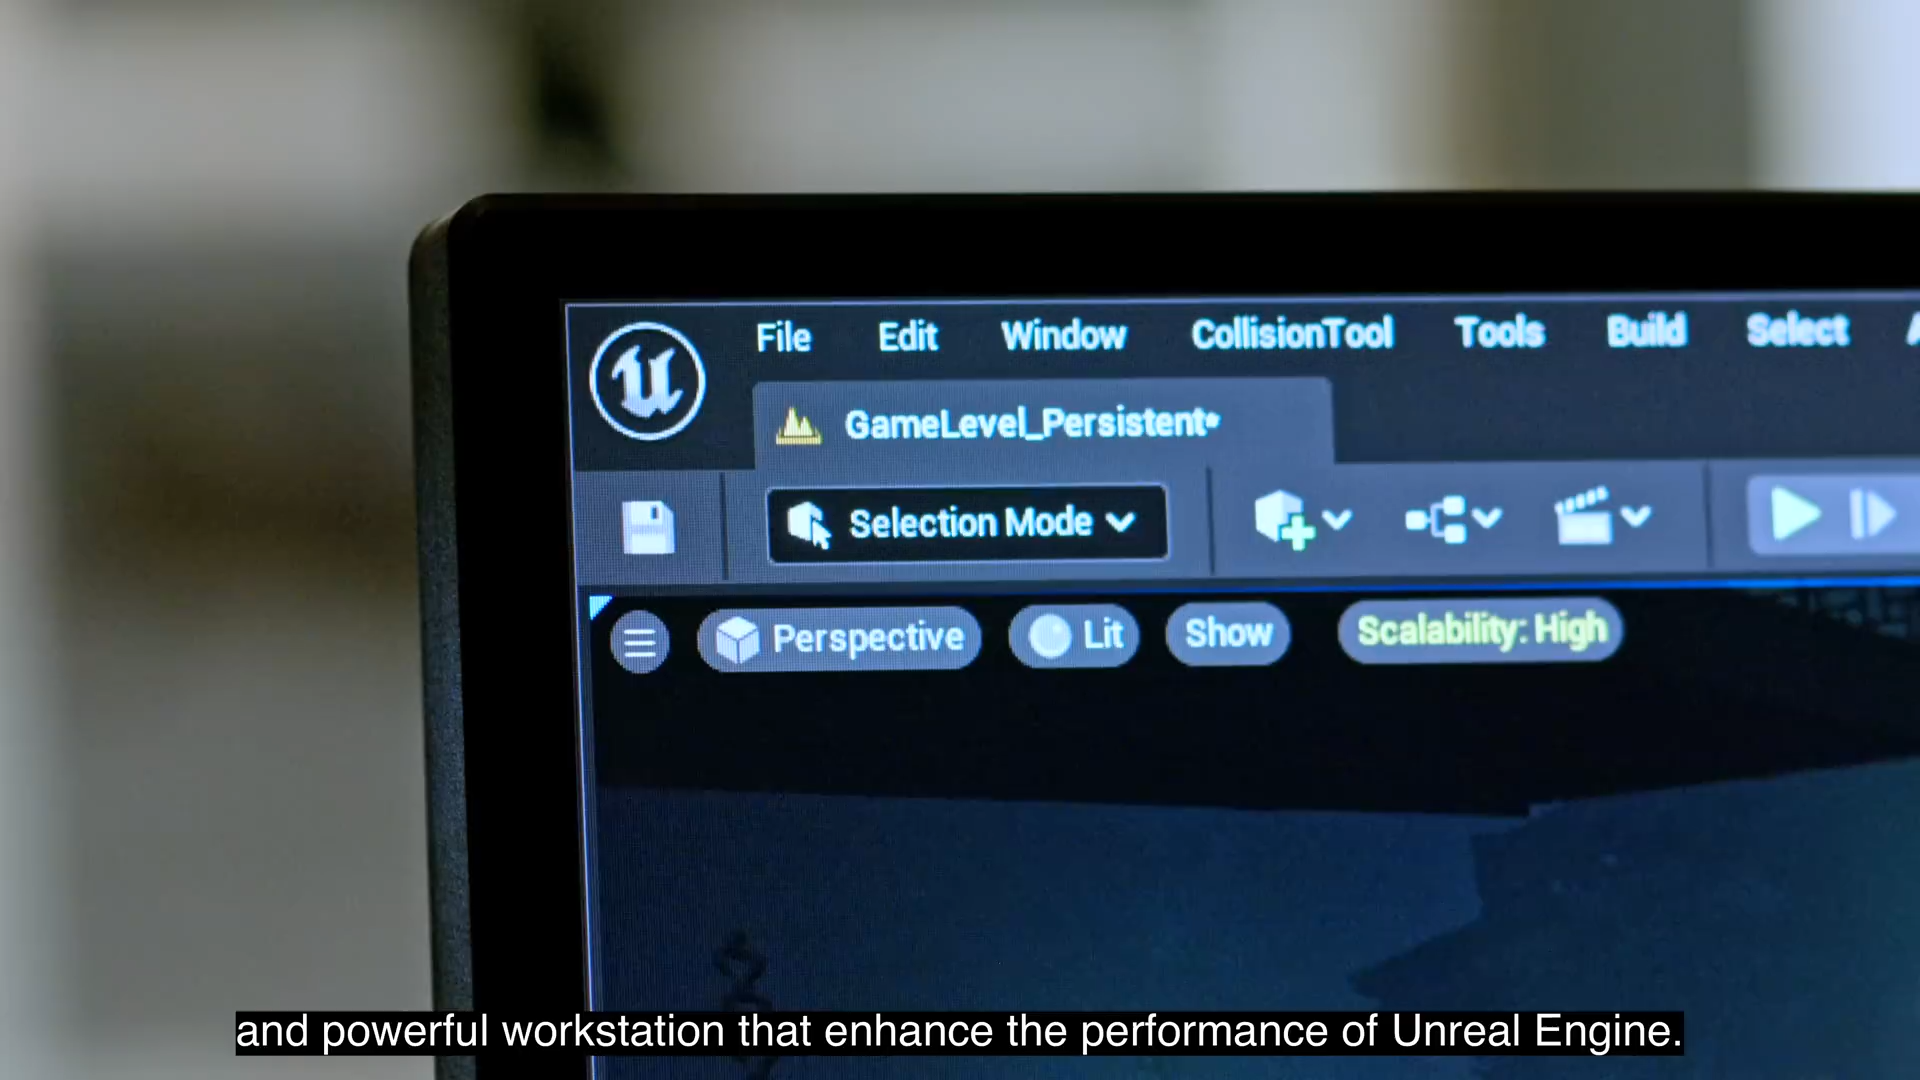 File Edit Window CollisionTool Tools Build Select
GameLevel_Persistent*
Selection Mode
Perspective Lit Show Scalability: High
and powerful workstation that enhance the performance of Unreal Engine.